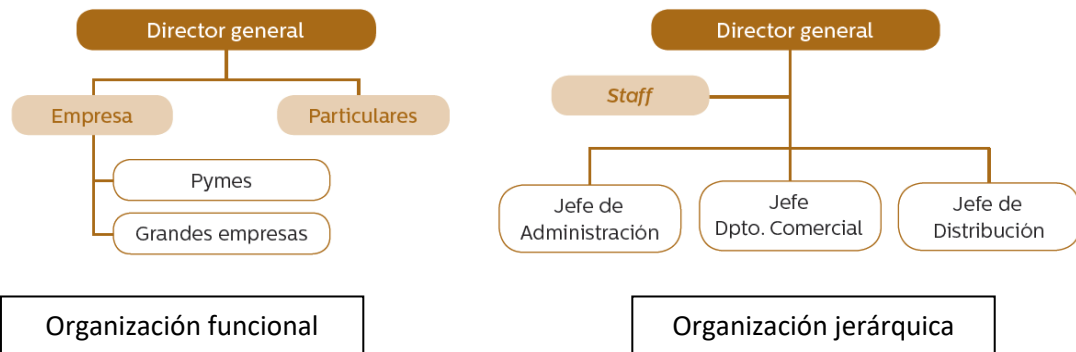 Director general
Empresa
Particulares
Pymes
Grandes empresas
Organización funcional
Director general
Staff
Jefe de
Administración
Jefe
Dpto. Comercial
Jefe de
Distribución
Organización jerárquica